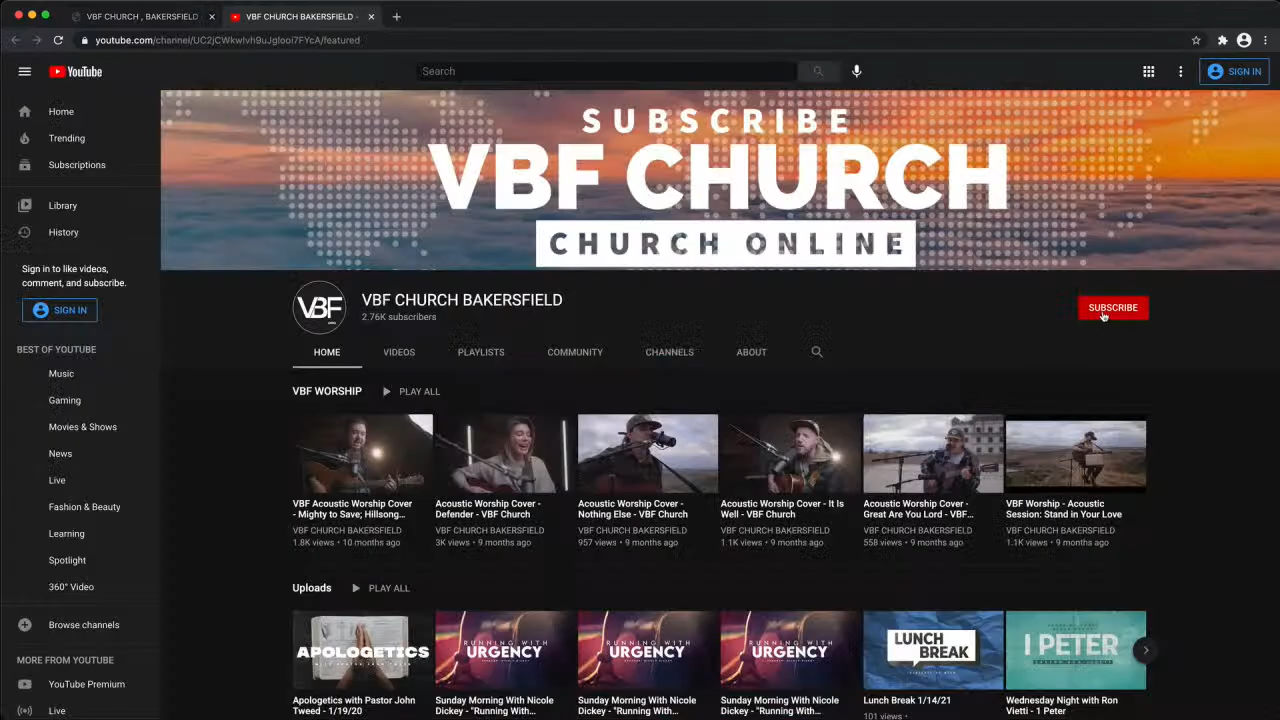 VBF CHURCH , BAKERSFIELD
VBF CHURCH BAKERSFIELD -
youtube.com/channel/UC2jCWkwIvh9uJglooi7FYcA/featured
YouTube
Search
SIGN IN
Home
Trending
Subscriptions
Library
History
Sign in to like videos,
comment, and subscribe.
SIGN IN
BEST OF YOUTUBE
Music
Gaming
Movies & Shows
News
Live
Fashion & Beauty
Learning
Spotlight
360° Video
Browse channels
MORE FROM YOUTUBE
YouTube Premium
Live
SUBSCRIBE
VBF CHURCH
CHURCH ONLINE
VBF
VBF CHURCH BAKERSFIELD
2.76K subscribers
SUBSCRIBE
HOME VIDEOS PLAYLISTS COMMUNITY CHANNELS ABOUT
VBF WORSHIP PLAY ALL
VBF Acoustic Worship Cover
- Mighty to Save; Hillsong...
VBF CHURCH BAKERSFIELD
1.8K views • 10 months ago
Acoustic Worship Cover -
Defender - VBF Church
VBF CHURCH BAKERSFIELD
3K views • 9 months ago
Acoustic Worship Cover -
Nothing Else - VBF Church
VBF CHURCH BAKERSFIELD
957 views • 9 months ago
Acoustic Worship Cover - It Is
Well - VBF Church
VBF CHURCH BAKERSFIELD
1.1K views • 9 months ago
Acoustic Worship Cover -
Great Are You Lord - VBF...
VBF CHURCH BAKERSFIELD
558 views • 9 months ago
VBF Worship - Acoustic
Session: Stand in Your Love
VBF CHURCH BAKERSFIELD
1.1K views • 9 months ago
Uploads PLAY ALL
APOLOGETICS
Apologetics with Pastor John
Tweed - 1/19/20
RUNNING WITH
URGENCY
Sunday Morning With Nicole
Dickey - "Running With...
RUNNING WITH
URGENCY
Sunday Morning With Nicole
Dickey - "Running With...
RUNNING WITH
URGENCY
Sunday Morning With Nicole
Dickey - "Running With...
LUNCH
BREAK
Lunch Break 1/14/21
101 views •
I PETER
Wednesday Night with Ron
Vietti - 1 Peter